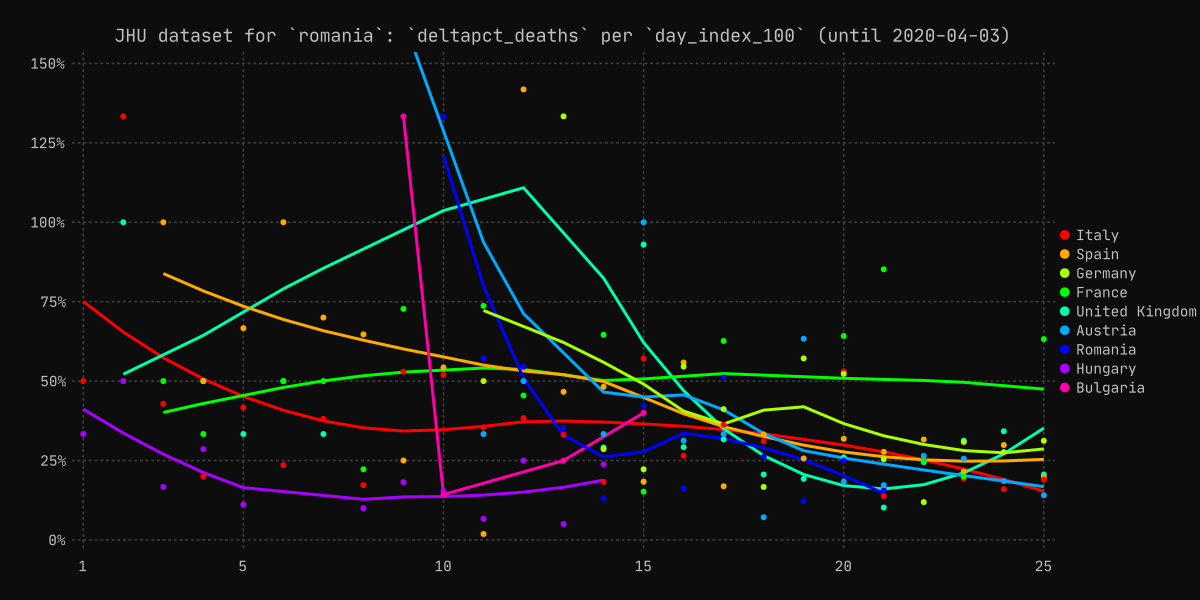 JHU dataset for `romania`: `deltapct_deaths` per `day_index_100` (until 2020-04-03)
150%
125%
100%
75%
50%
25%
0%
1
5
10
15
20
25
Italy
Spain
Germany
France
United Kingdom
Austria
Romania
Hungary
Bulgaria